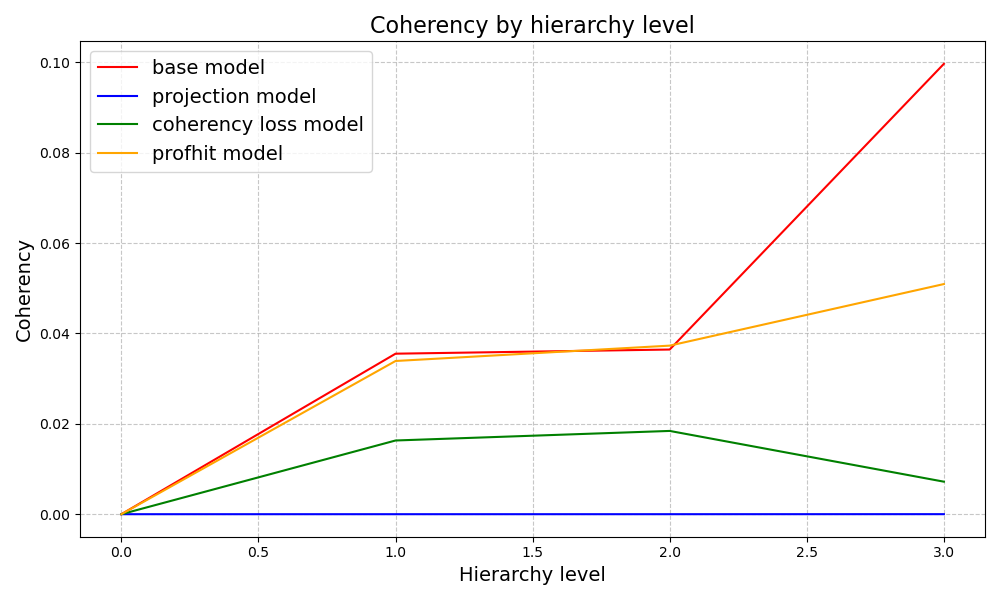 Coherency by hierarchy level
base model
projection model
coherency loss model
profhit model
Coherency
0.10
0.08
0.06
0.04
0.02
0.00
0.0 0.5 1.0 1.5 2.0 2.5 3.0
Hierarchy level